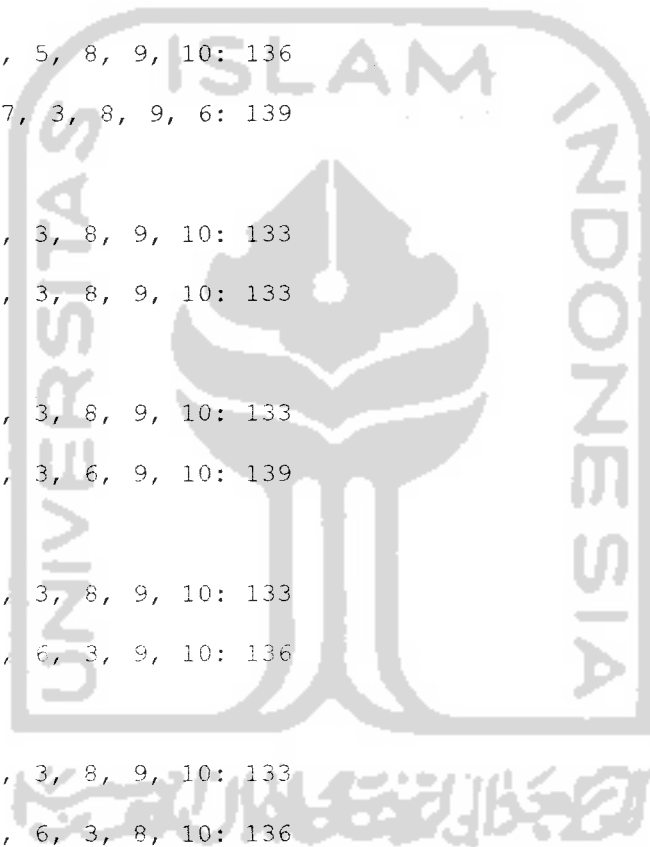 , 5, 8, 9, 10: 136
7, 3, 8, 9, 6: 139
, 3, 8, 9, 10: 133
, 3, 8, 9, 10: 133
, 3, 8, 9, 10: 133
, 3, 6, 9, 10: 139
, 3, 8, 9, 10: 133
, 6, 3, 9, 10: 136
, 3, 8, 9, 10: 133
, 6, 3, 8, 10: 136
UNIVERSITAS
ISLAM
INDONESIA